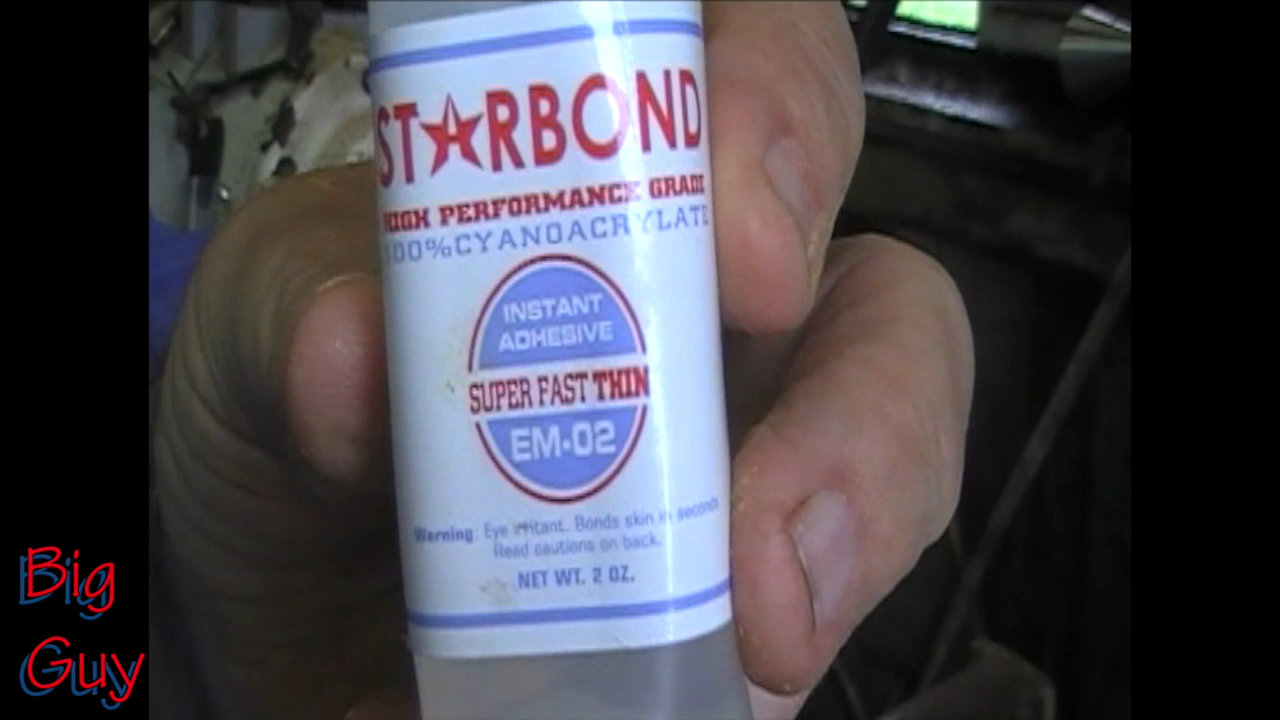 STARBOND
HIGH PERFORMANCE GRADE
100% CYANOACRYLATE
INSTANT
ADHESIVE
SUPER FAST THIN
EM-02
Warning: Eye irritant. Bonds skin in seconds
Read cautions on back.
NET WT. 2 OZ.
Big
Guy